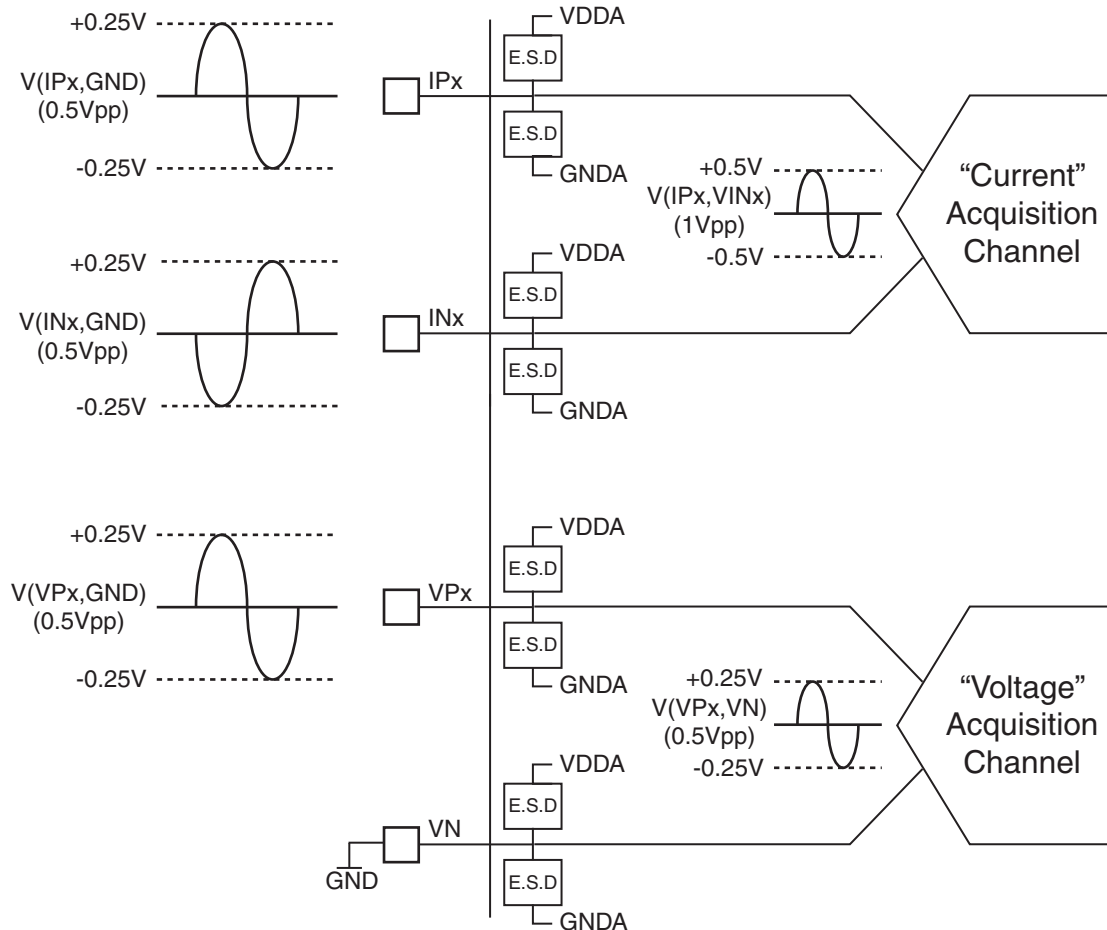 +0.25V
V(IPx,GND)
(0.5Vpp)
-0.25V
IPx
VDDA
E.S.D
E.S.D
GNDA
+0.5V
V(IPx,VINx)
(1Vpp)
-0.5V
“Current”
Acquisition
Channel
+0.25V
V(INx,GND)
(0.5Vpp)
-0.25V
INx
VDDA
E.S.D
E.S.D
GNDA
+0.25V
V(VPx,GND)
(0.5Vpp)
-0.25V
VPx
VDDA
E.S.D
E.S.D
GNDA
+0.25V
V(VPx,VN)
(0.5Vpp)
-0.25V
“Voltage”
Acquisition
Channel
GND
VN
VDDA
E.S.D
E.S.D
GNDA